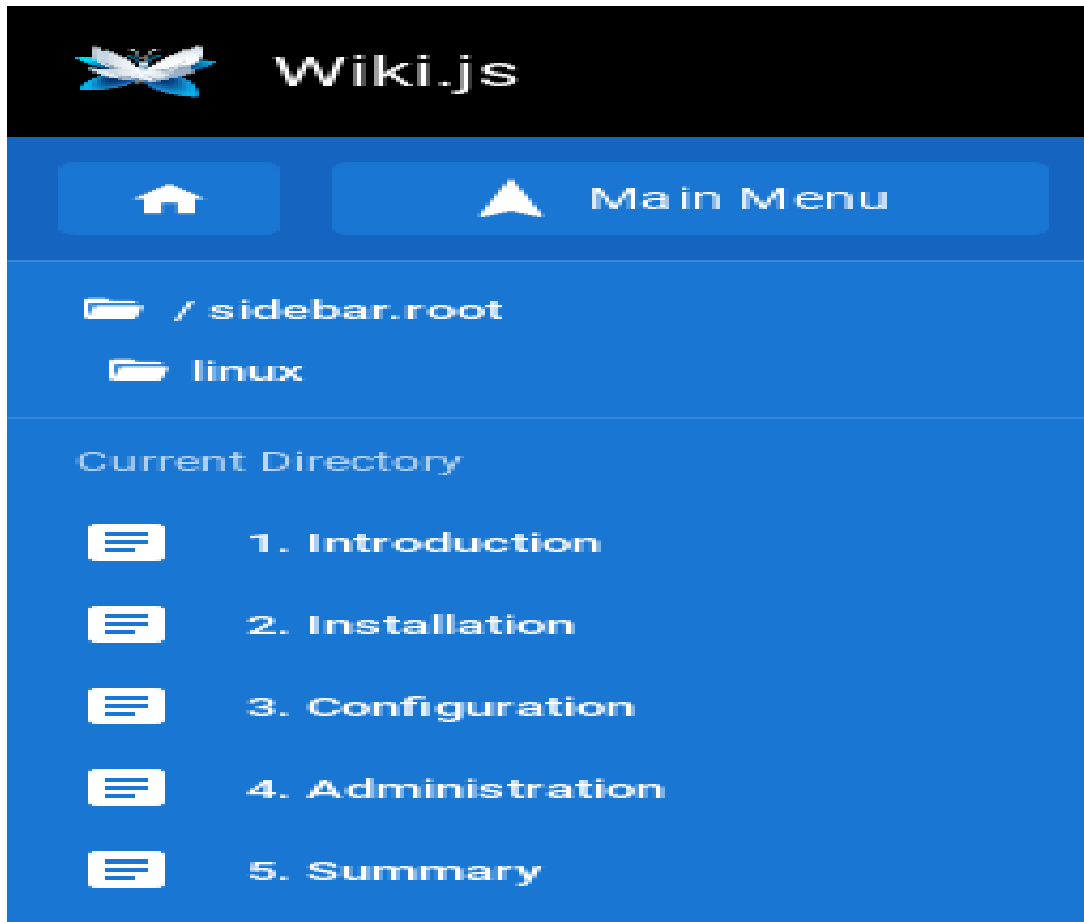 Wiki.js
Main Menu
/ sidebar.root
linux
Current Directory
1. Introduction
2. Installation
3. Configuration
4. Administration
5. Summary